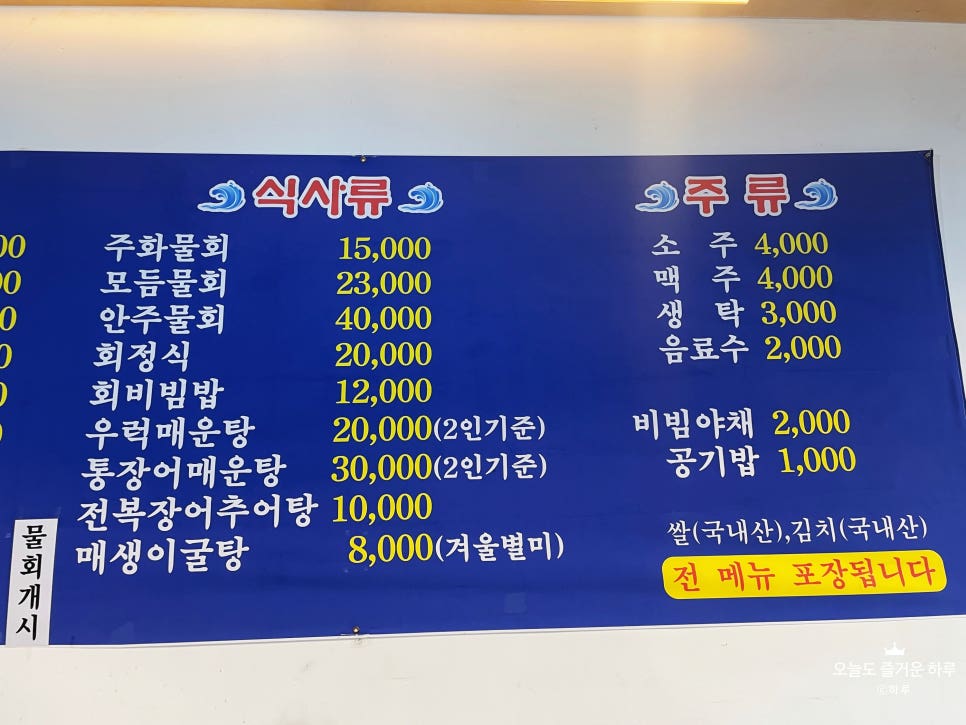 식사류
주화물회 15,000
모듬물회 23,000
안주물회 40,000
회정식 20,000
회비빔밥 12,000
우럭매운탕 20,000(2인기준)
통장어매운탕 30,000(2인기준)
전복장어추어탕 10,000
매생이굴탕 8,000(겨울별미)
물회개시
주 류
소 주 4,000
맥 주 4,000
생 탁 3,000
음료수 2,000
비빔야채 2,000
공기밥 1,000
쌀(국내산),김치(국내산)
전 메뉴 포장됩니다
오늘도 즐거운 하루
ⓒ하루